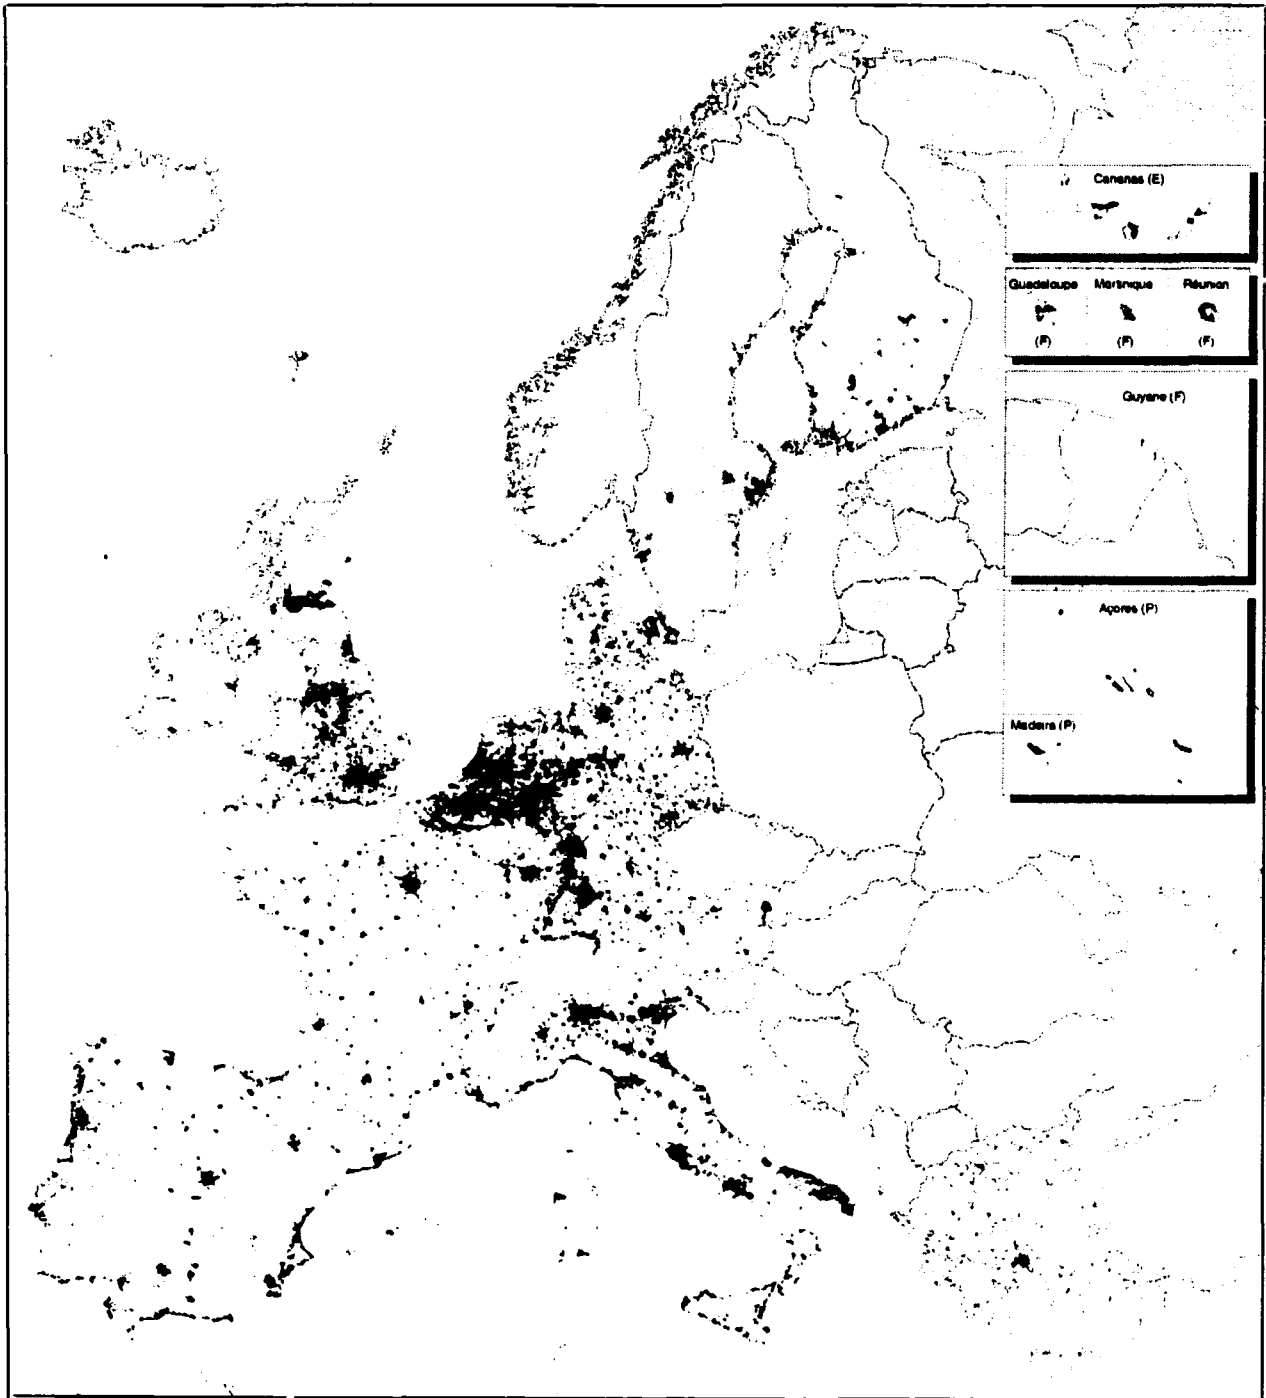 Canarias (E)
Guadeloupe Martinique Réunion
(F) (F) (F)
Guyane (F)
Açores (P)
Madeira (P)